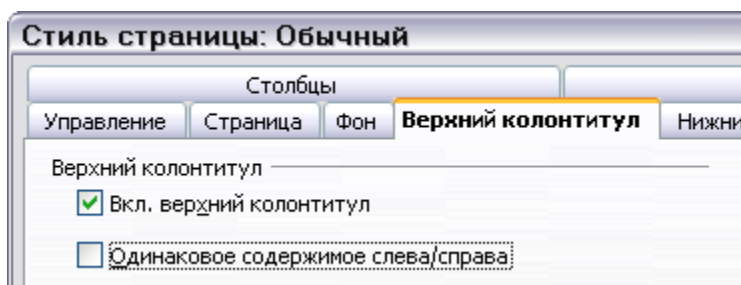 Стиль страницы: Обычный
Столбцы
Управление Страница Фон Верхний колонтитул Нижни
Верхний колонтитул
Вкл. верхний колонтитул
Одинаковое содержимое слева/справа